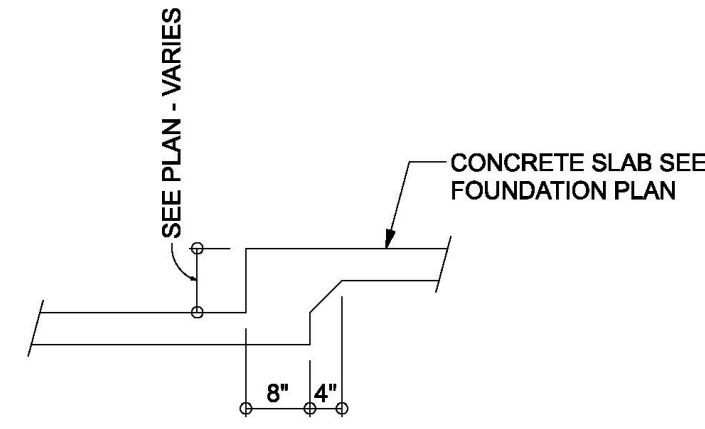 SEE PLAN - VARIES
CONCRETE SLAB SEE
FOUNDATION PLAN
8"
4"